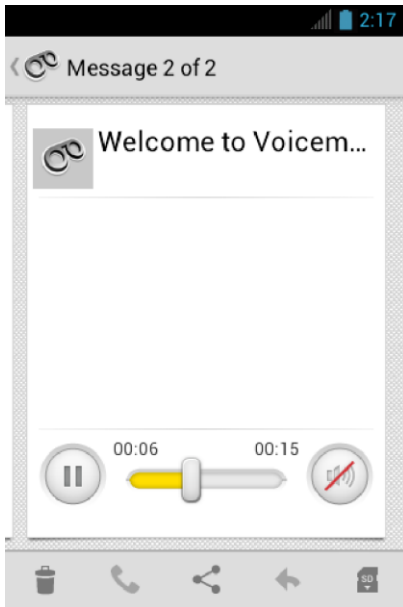 2:17
Message 2 of 2
Welcome to Voicem...
00:06 00:15
SD